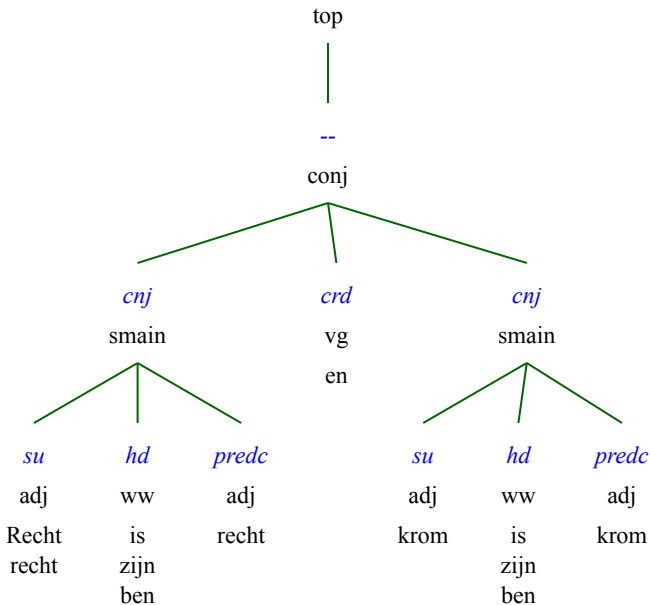 top
--
conj
cnj crd cnj
smain vg smain
en
su hd predc su hd predc
adj ww adj adj ww adj
Recht is recht krom is krom
recht zijn zijn
ben ben